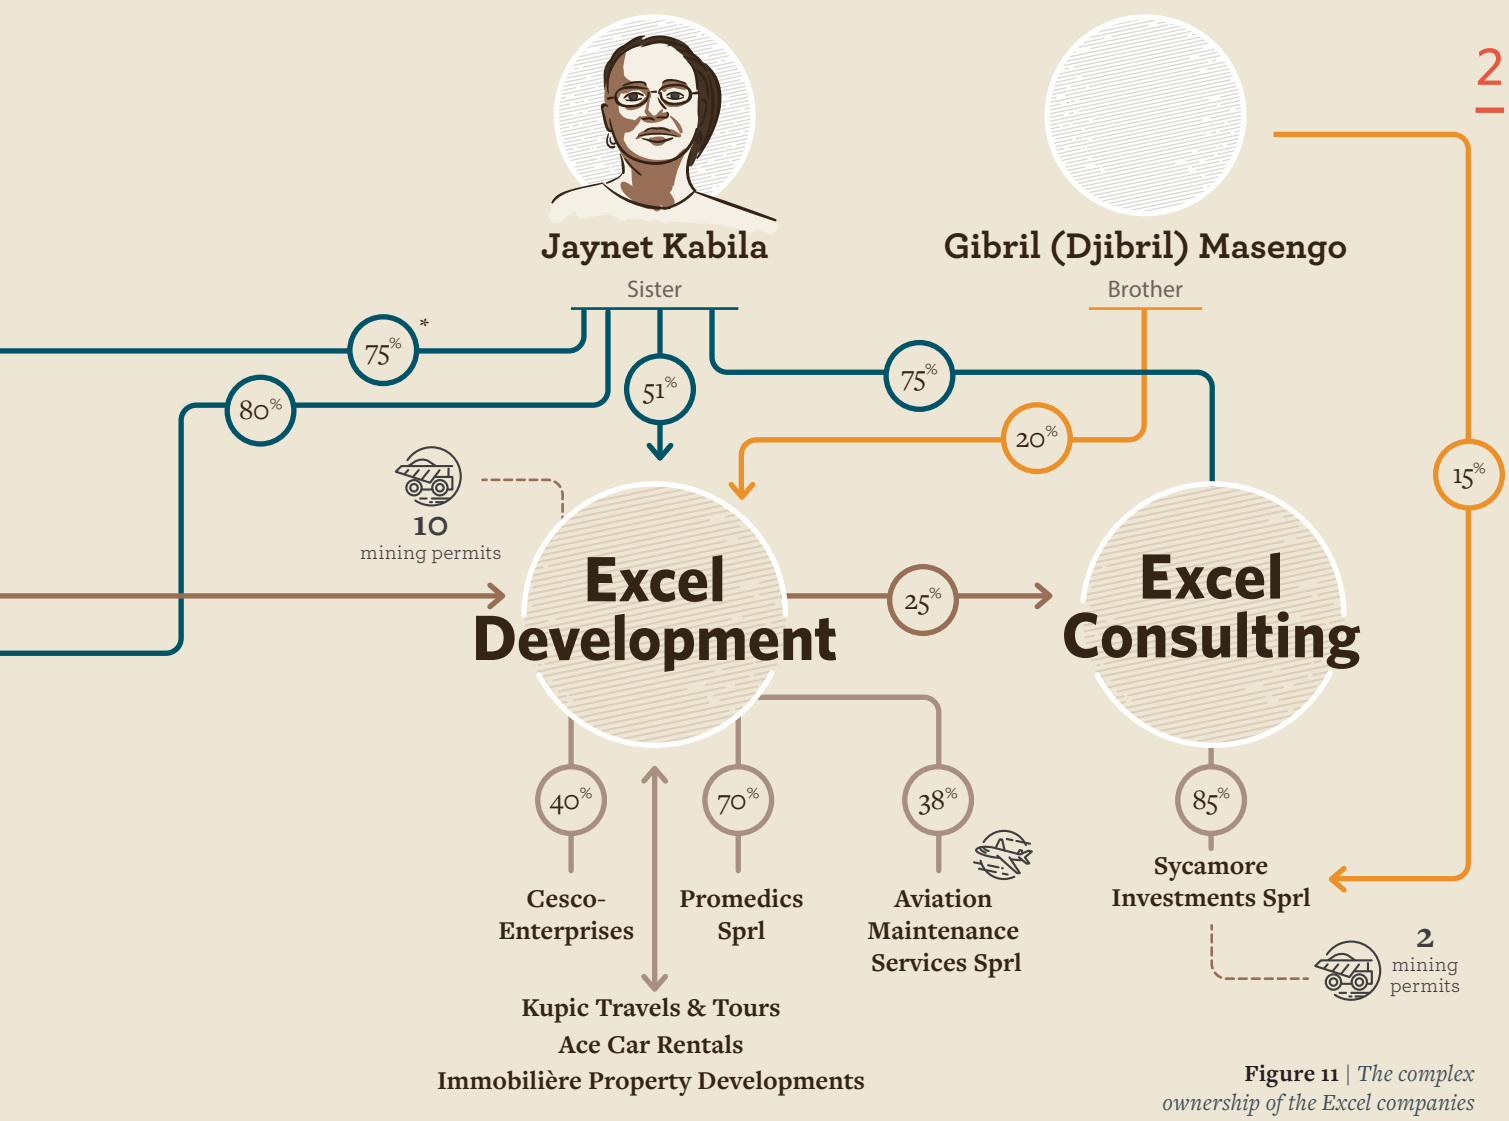 2
Jaynet Kabila
Sister
Gibril (Djibril) Masengo
Brother
75% *
80%
51%
75%
20%
15%
10
mining permits
Excel
Development
25%
Excel
Consulting
40%
70%
38%
85%
Cesco-
Enterprises
Promedics
Sprl
Aviation
Maintenance
Services Sprl
Sycamore
Investments Sprl
2
mining
permits
Kupic Travels & Tours
Ace Car Rentals
Immobilière Property Developments
Figure 11 | The complex
ownership of the Excel companies